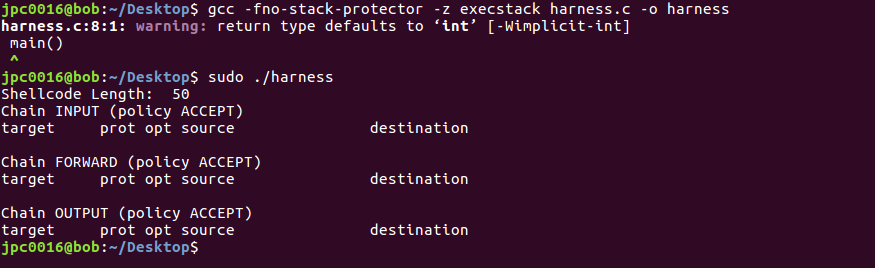 jpc0016@bob:~/Desktop$ gcc -fno-stack-protector -z execstack harness.c -o harness
harness.c:8:1: warning: return type defaults to ‘int’ [-Wimplicit-int]
 main()
 ^
jpc0016@bob:~/Desktop$ sudo ./harness
Shellcode Length:  50
Chain INPUT (policy ACCEPT)
target     prot opt source               destination

Chain FORWARD (policy ACCEPT)
target     prot opt source               destination

Chain OUTPUT (policy ACCEPT)
target     prot opt source               destination
jpc0016@bob:~/Desktop$